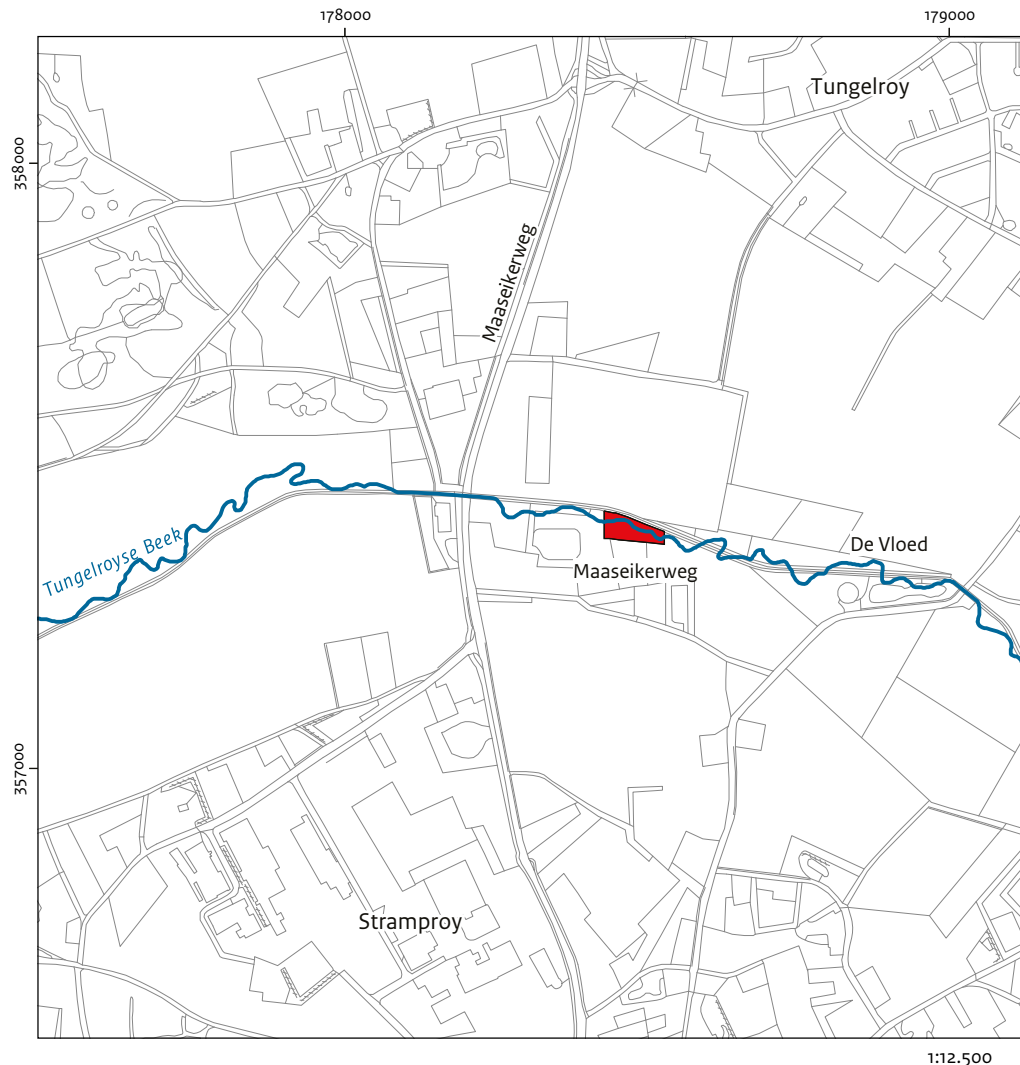 178000
179000
Tungelroy
358000
Maaseikerweg
Tungelroyse Beek
De Vloed
Maaseikerweg
357000
Stramproy
1:12.500